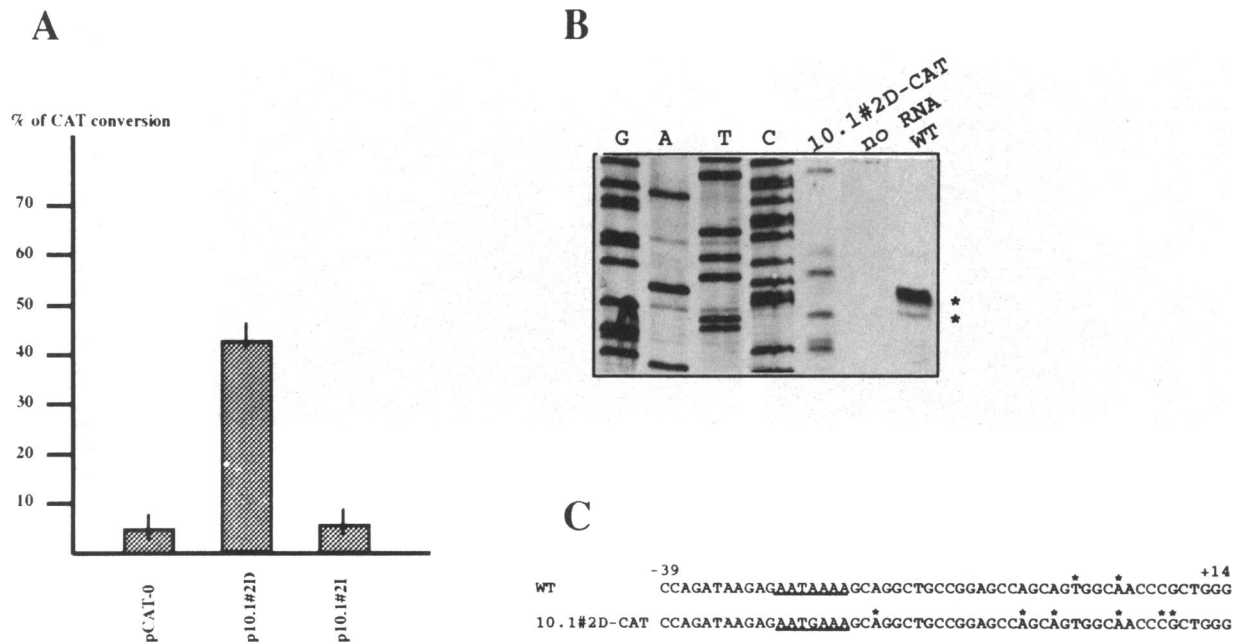 A
% of CAT conversion
70
60
50
40
30
20
10
pCAT-0
p10.1#2D
p10.1#2I
B
G A T C 10.1#2D-CAT no RNA WT
*
*
C
-39 +14
* *
WT CCAGATAAGAGAATAAAAGCAGGCTGCCGGAGCCAGCAGTGGCAACCCGCTGGG
* * * * **
10.1#2D-CAT CCAGATAAGAGAATGAAAGCAGGCTGCCGGAGCCAGCAGTGGCAACCCGCTGGG